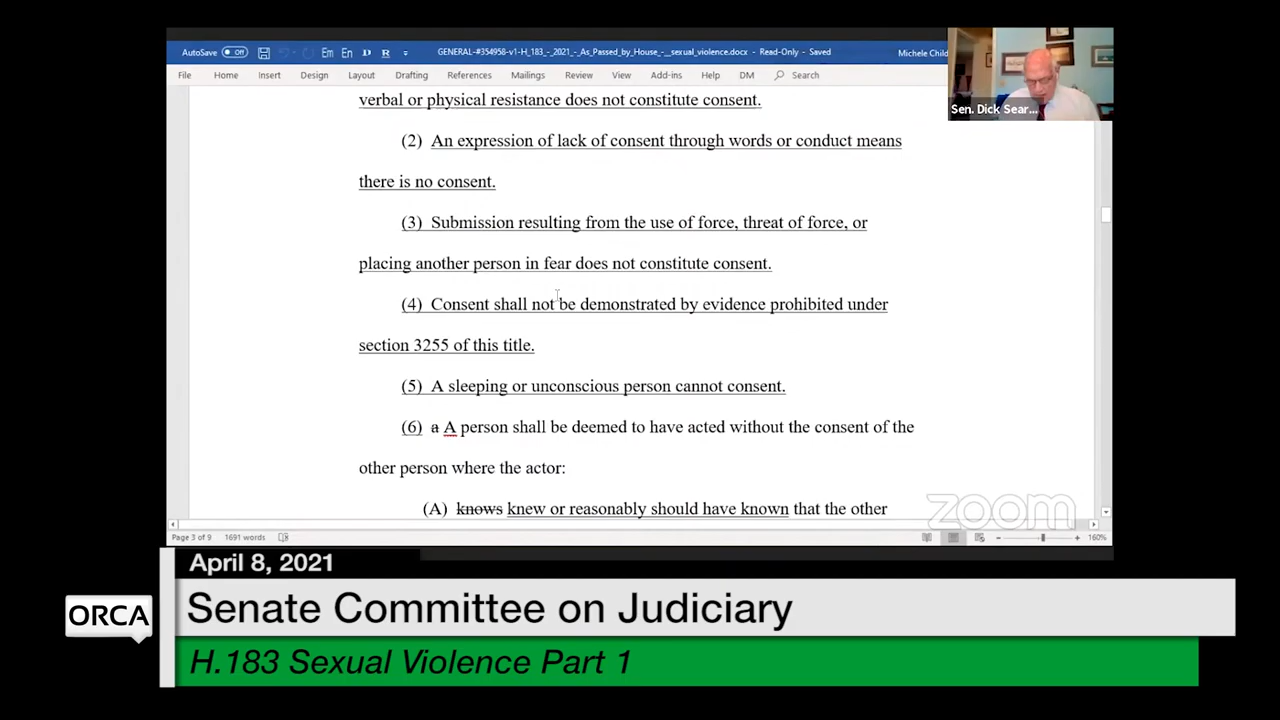 AutoSave Off GENERAL-#354958-v1-H_183_-_2021_-_As_Passed_by_House_-__sexual_violence.docx - Read-Only - Saved Michele Child
File Home Insert Design Layout Drafting References Mailings Review View Add-ins Help DM Search
Sen. Dick Sear...
verbal or physical resistance does not constitute consent.
(2) An expression of lack of consent through words or conduct means
there is no consent.
(3) Submission resulting from the use of force, threat of force, or
placing another person in fear does not constitute consent.
(4) Consent shall not be demonstrated by evidence prohibited under
section 3255 of this title.
(5) A sleeping or unconscious person cannot consent.
(6) a A person shall be deemed to have acted without the consent of the
other person where the actor:
(A) knows knew or reasonably should have known that the other
zoom
Page 3 of 9 1691 words 160%
April 8, 2021
ORCA
Senate Committee on Judiciary
H.183 Sexual Violence Part 1